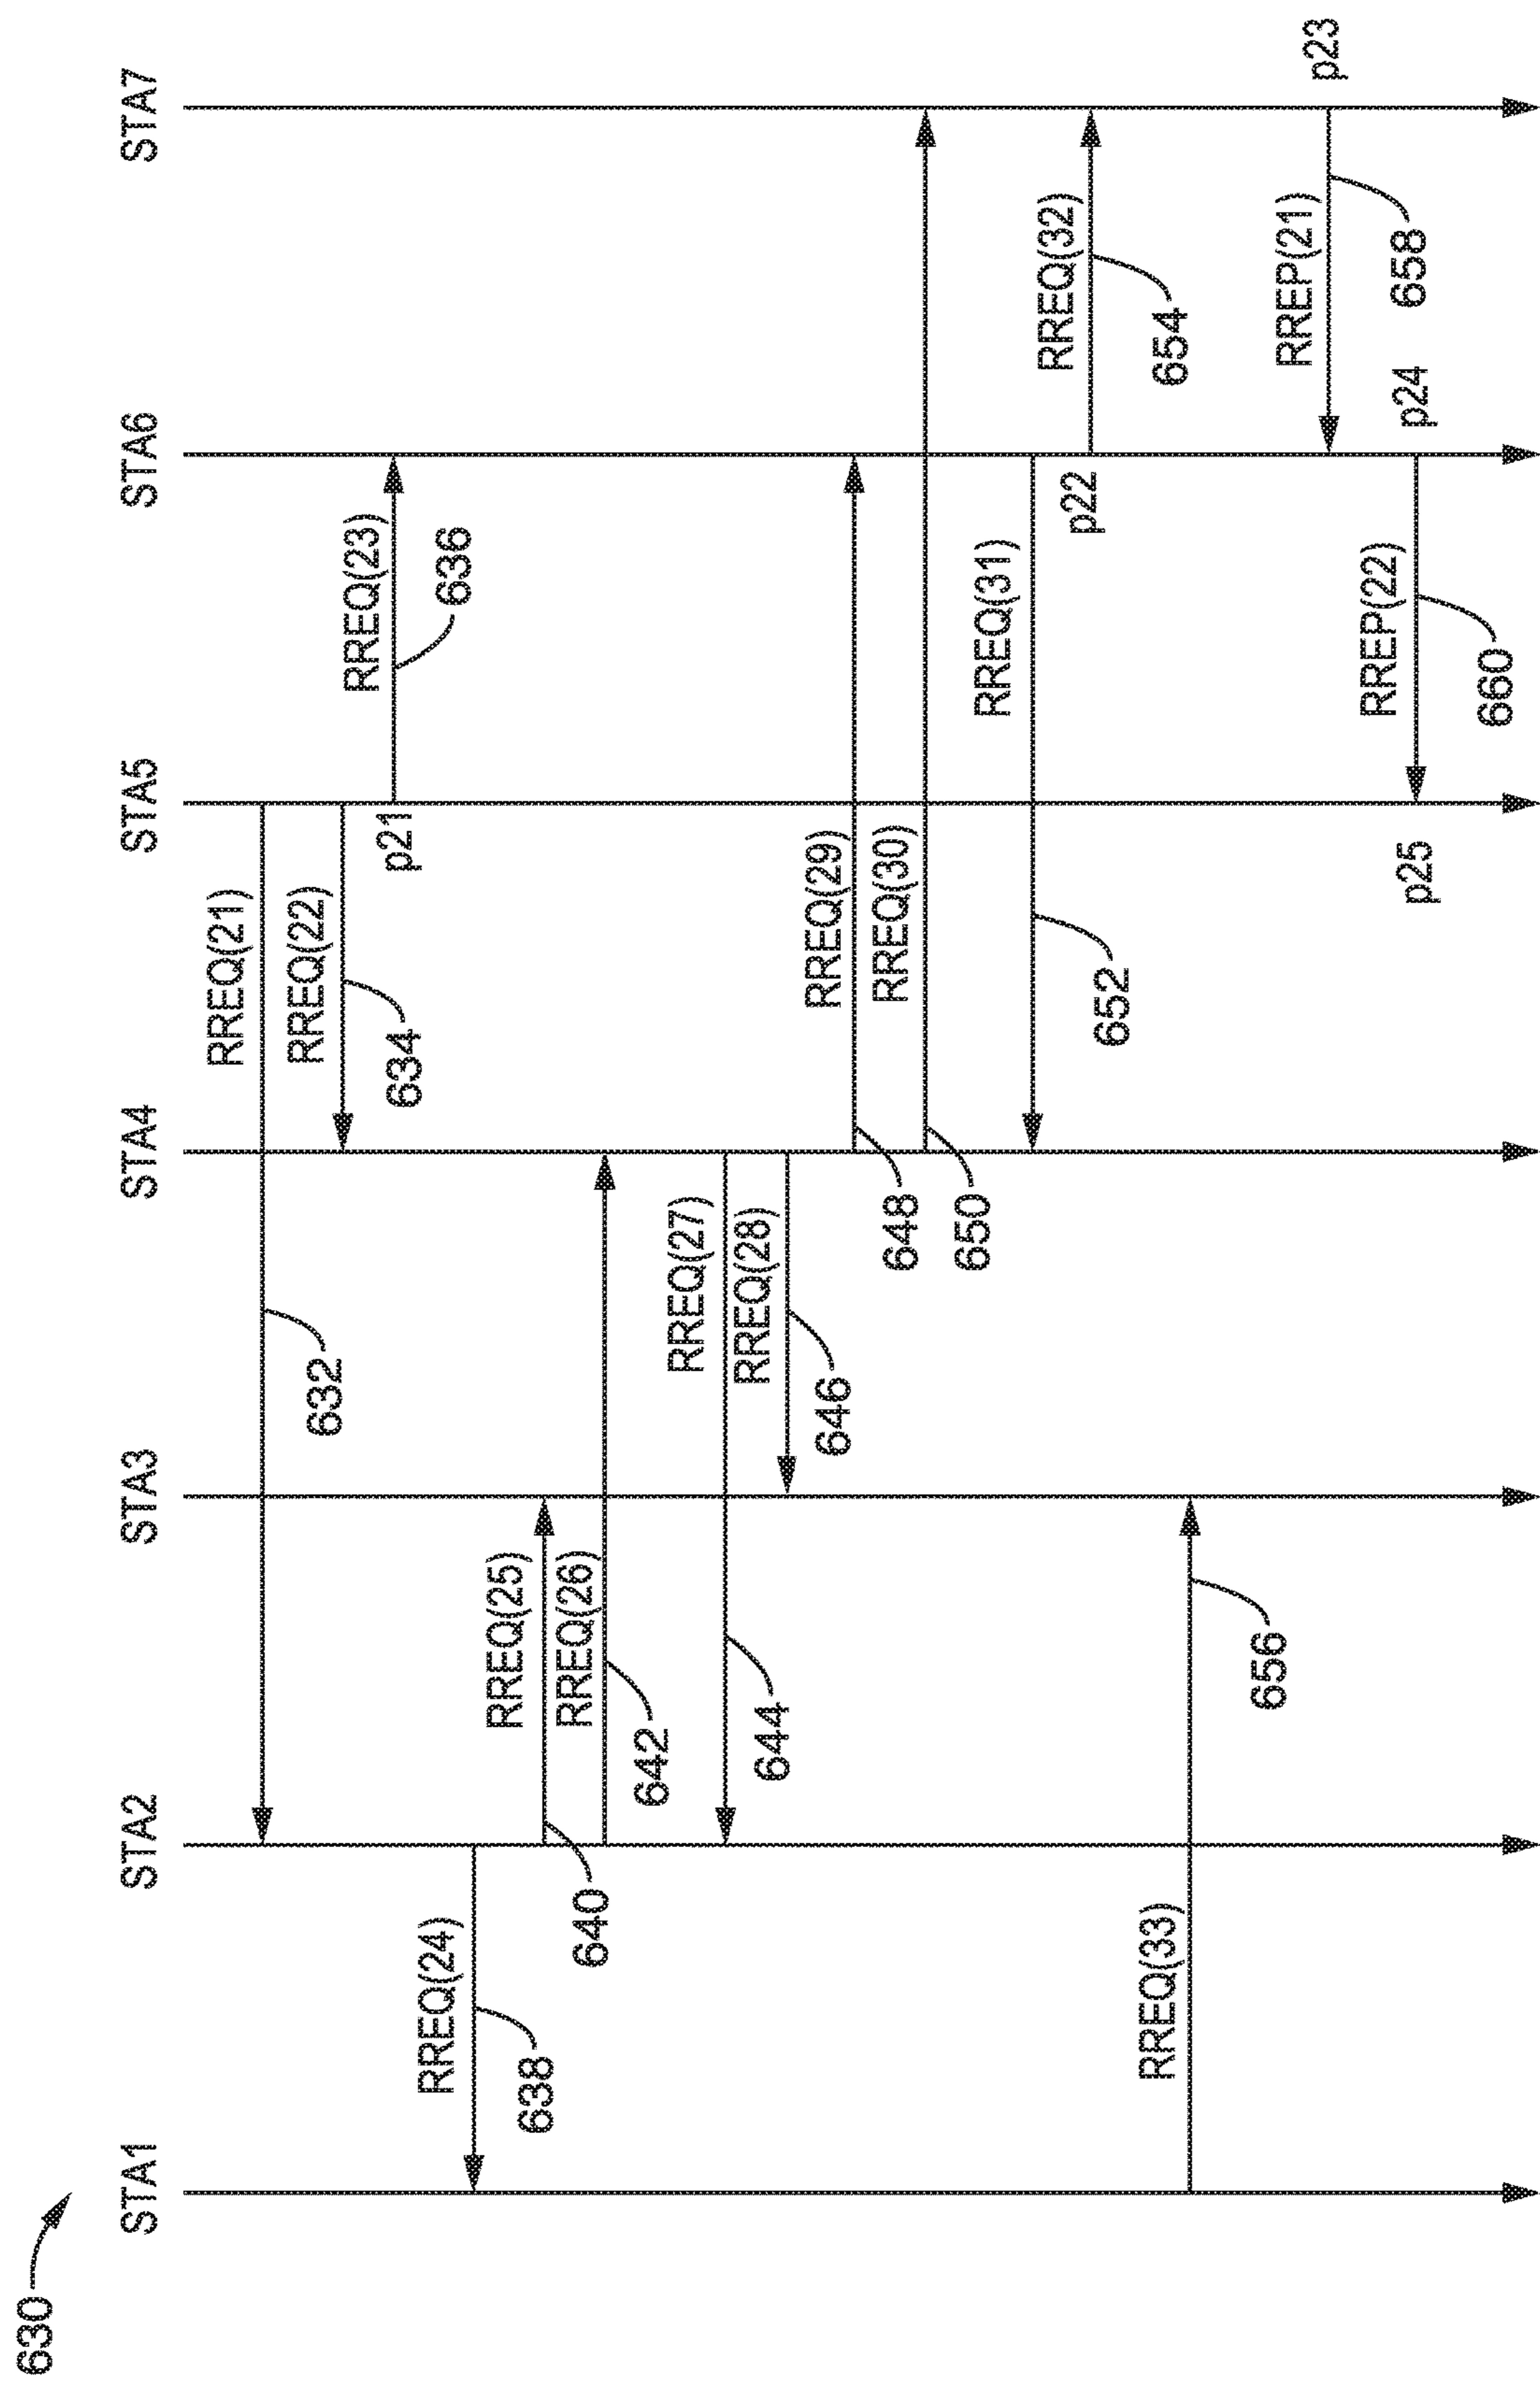 630
STA1
STA2
STA3
STA4
STA5
STA6
STA7
RREQ(21)
632
RREQ(22)
634
p21
RREQ(23)
636
RREQ(24)
638
RREQ(25)
640
RREQ(26)
642
RREQ(27)
644
RREQ(28)
646
RREQ(29)
648
RREQ(30)
650
RREQ(31)
652
p22
RREQ(32)
654
RREQ(33)
656
p23
RREP(21)
658
p24
RREP(22)
660
p25